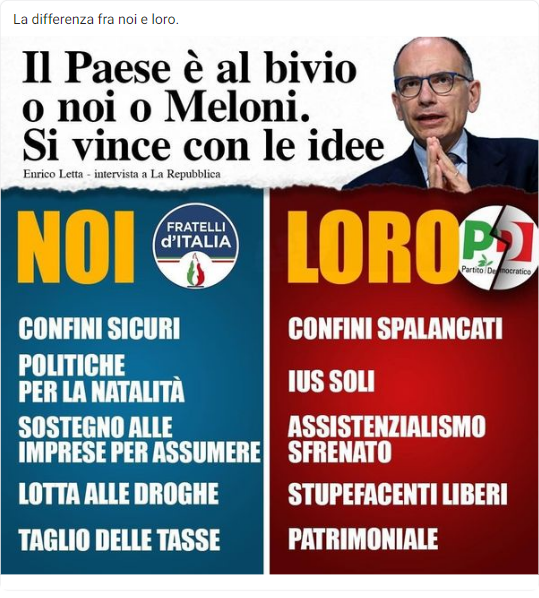 La differenza fra noi e loro.
Il Paese è al bivio
o noi o Meloni.
Si vince con le idee
Enrico Letta - intervista a La Repubblica
NOI
FRATELLI
d'ITALIA
CONFINI SICURI
POLITICHE
PER LA NATALITÀ
SOSTEGNO ALLE
IMPRESE PER ASSUMERE
LOTTA ALLE DROGHE
TAGLIO DELLE TASSE
LORO
PD
Partito Democratico
CONFINI SPALANCATI
IUS SOLI
ASSISTENZIALISMO
SFRENATO
STUPEFACENTI LIBERI
PATRIMONIALE